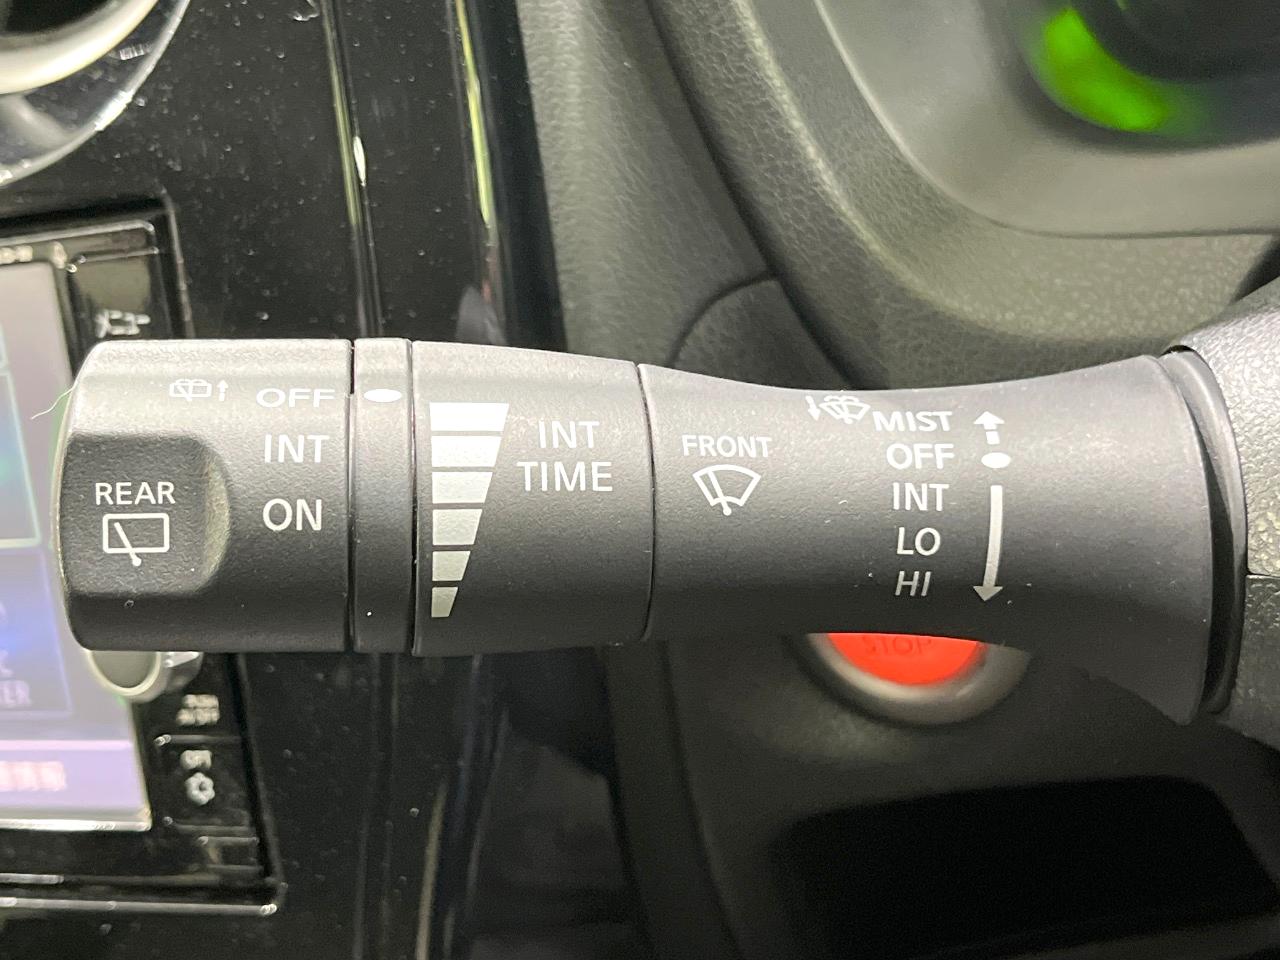 OFF
INT
ON
REAR
INT
TIME
FRONT
MIST
OFF
INT
LO
HI
STOP